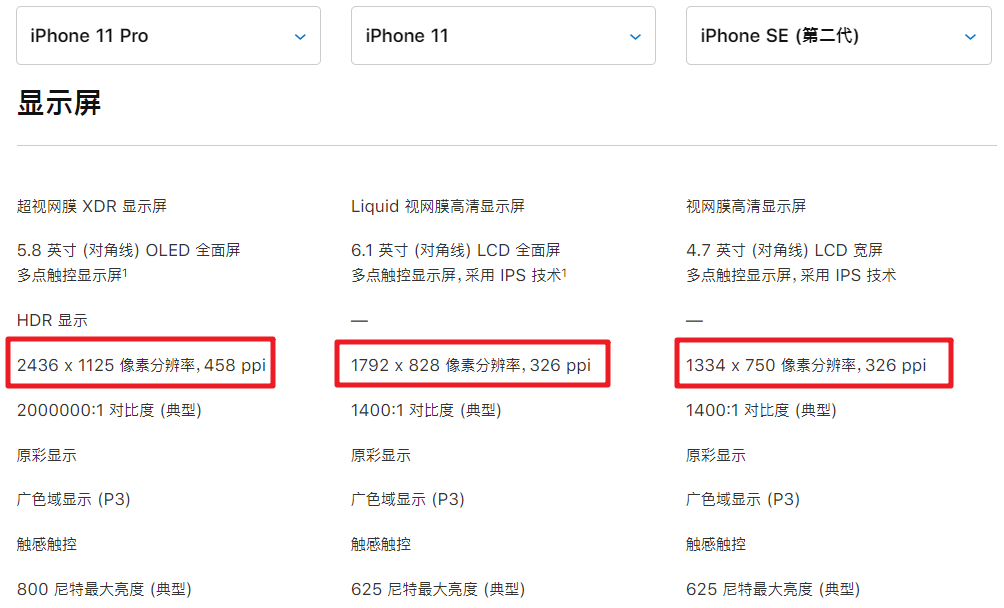 iPhone 11 Pro
iPhone 11
iPhone SE (第二代)
显示屏
超视网膜 XDR 显示屏
Liquid 视网膜高清显示屏
视网膜高清显示屏
5.8 英寸 (对角线) OLED 全面屏
多点触控显示屏¹
6.1 英寸 (对角线) LCD 全面屏
多点触控显示屏, 采用 IPS 技术¹
4.7 英寸 (对角线) LCD 宽屏
多点触控显示屏, 采用 IPS 技术
HDR 显示
—
—
2436 x 1125 像素分辨率, 458 ppi
1792 x 828 像素分辨率, 326 ppi
1334 x 750 像素分辨率, 326 ppi
2000000:1 对比度 (典型)
1400:1 对比度 (典型)
1400:1 对比度 (典型)
原彩显示
原彩显示
原彩显示
广色域显示 (P3)
广色域显示 (P3)
广色域显示 (P3)
触感触控
触感触控
触感触控
800 尼特最大亮度 (典型)
625 尼特最大亮度 (典型)
625 尼特最大亮度 (典型)